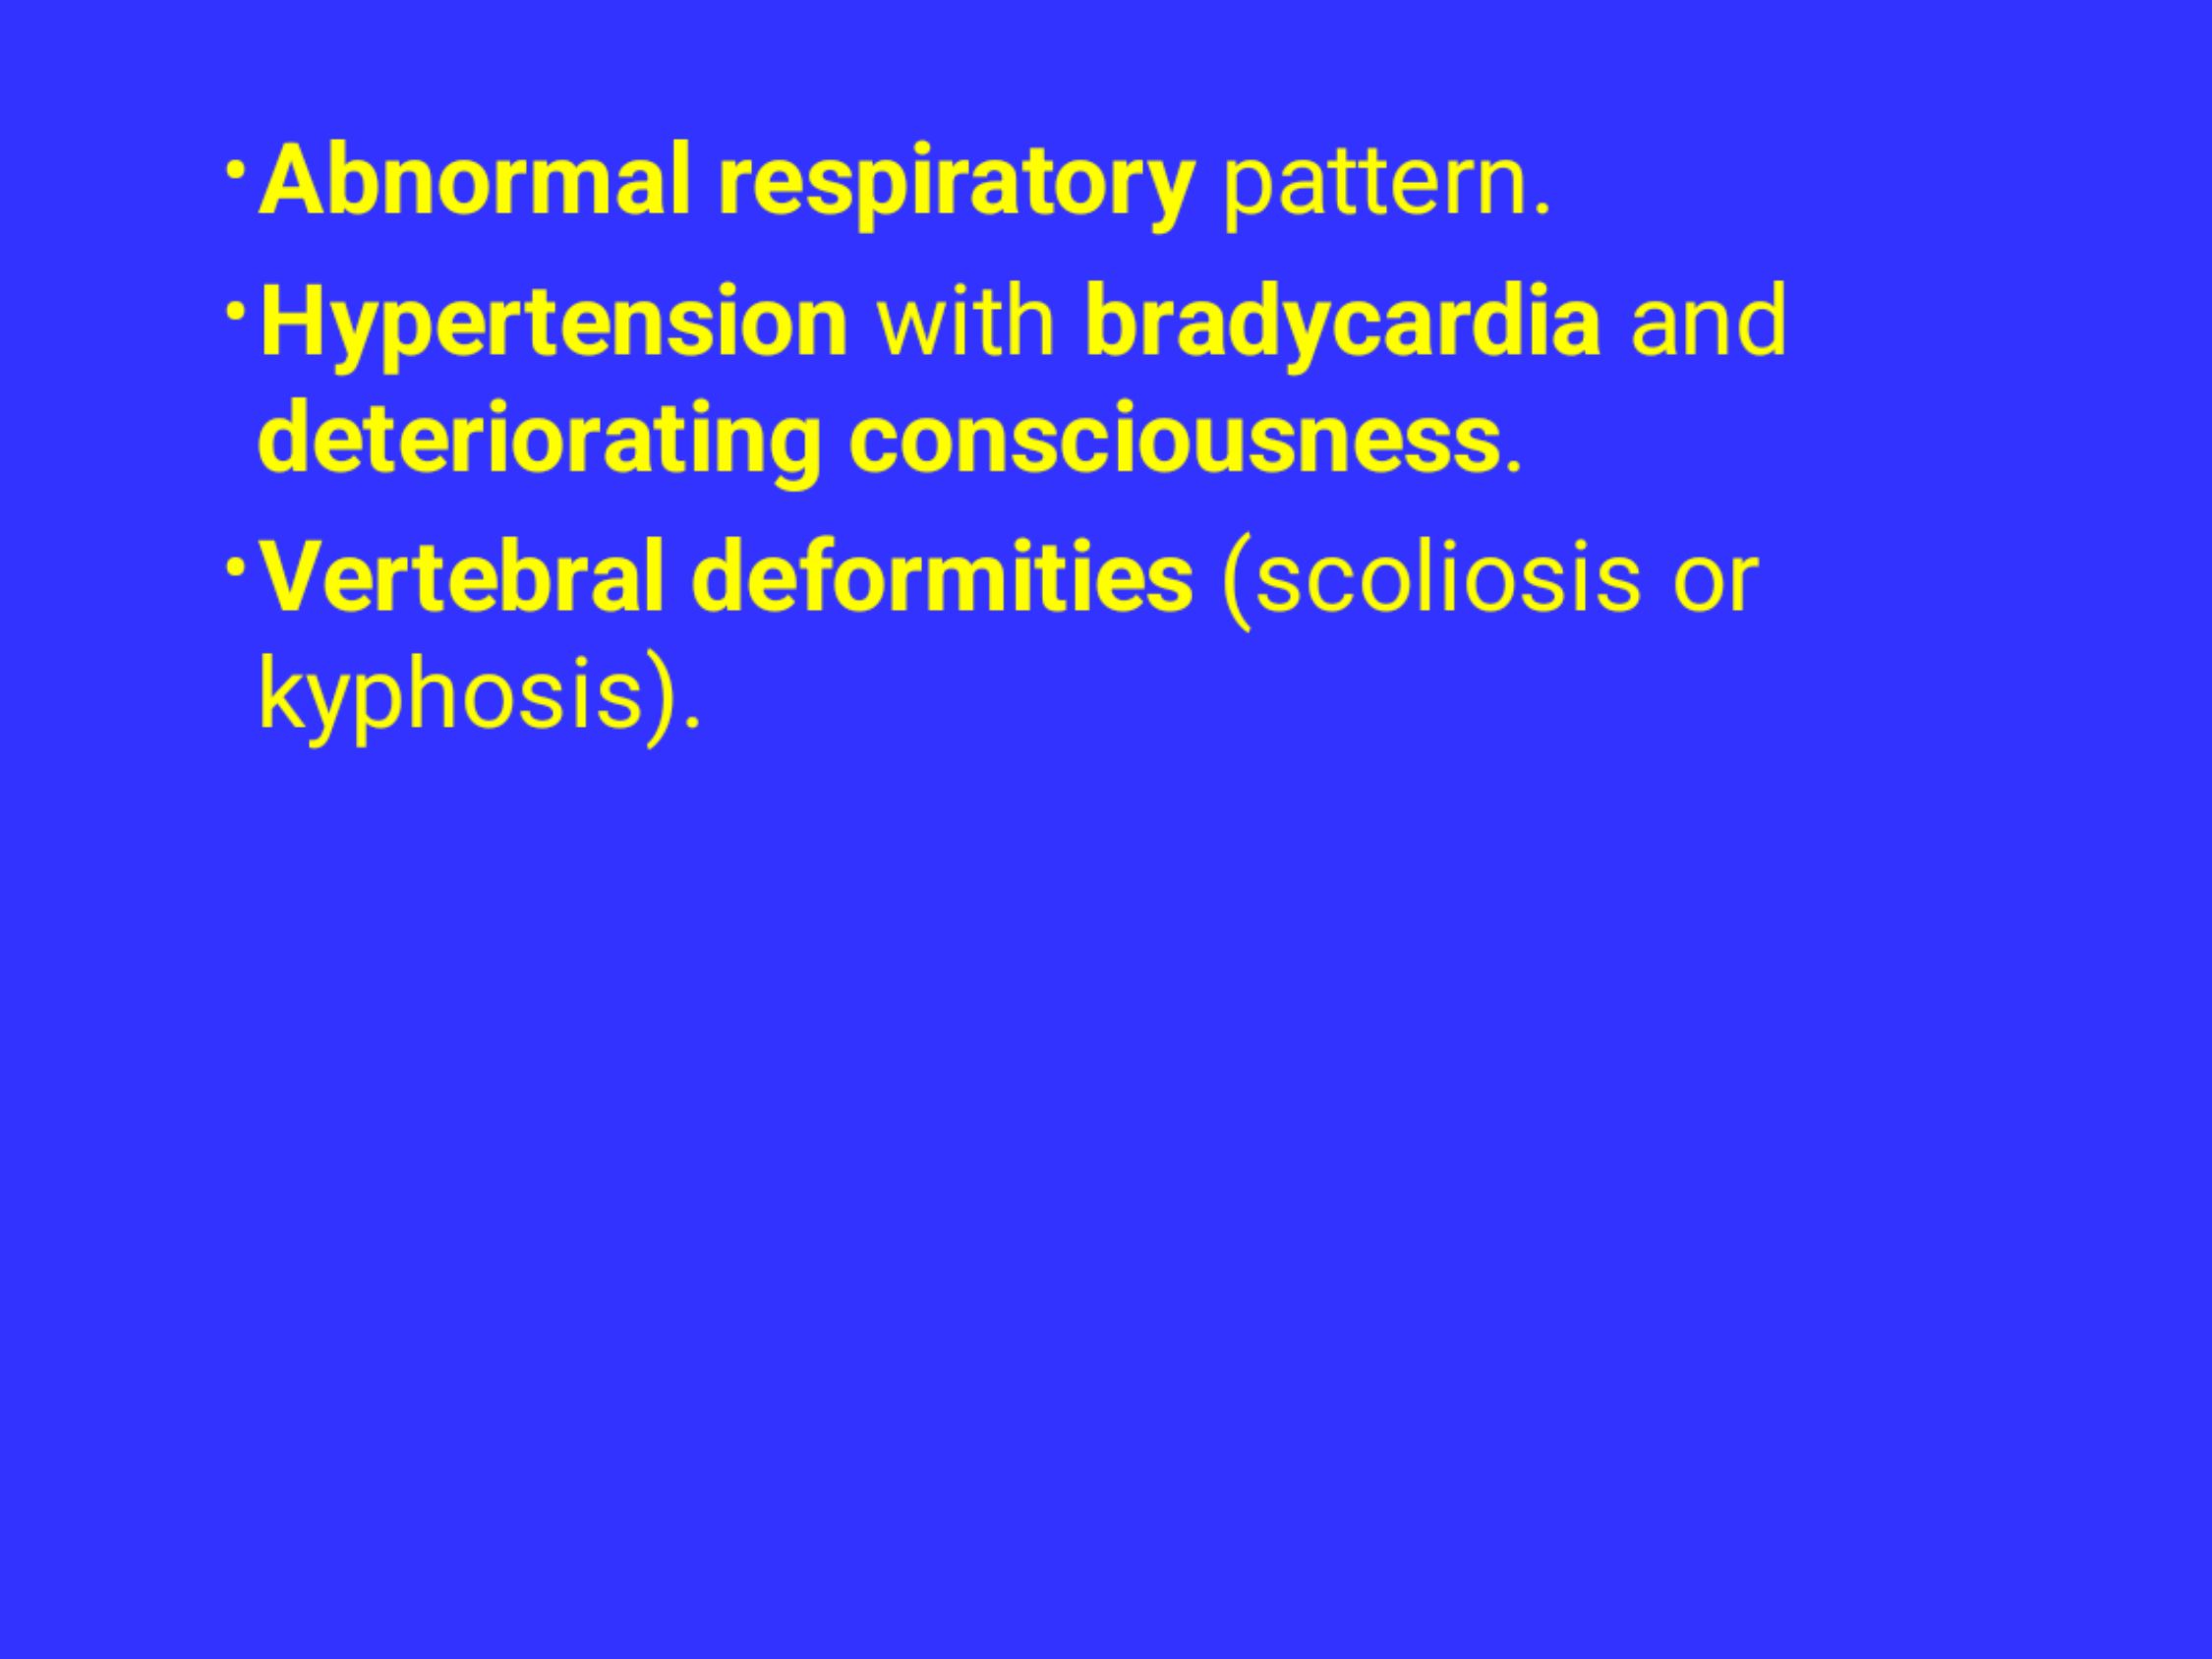 •Abnormal respiratory pattern.
•Hypertension with bradycardia and
deteriorating consciousness.
•Vertebral deformities (scoliosis or
kyphosis).